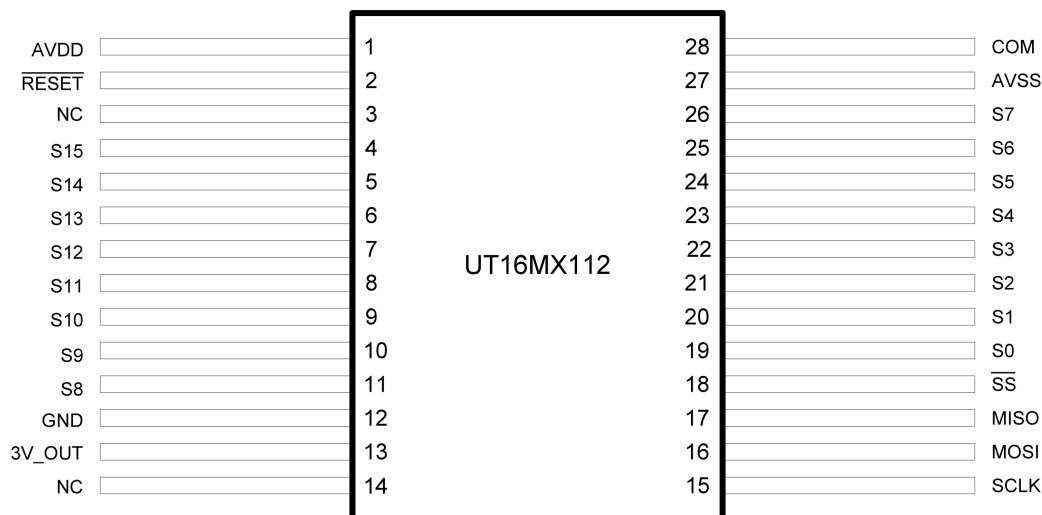 AVDD 1 28 COM
RESET 2 27 AVSS
NC 3 26 S7
S15 4 25 S6
S14 5 24 S5
S13 6 23 S4
S12 7 22 S3
UT16MX112
S11 8 21 S2
S10 9 20 S1
S9 10 19 S0
S8 11 18 SS
GND 12 17 MISO
3V_OUT 13 16 MOSI
NC 14 15 SCLK